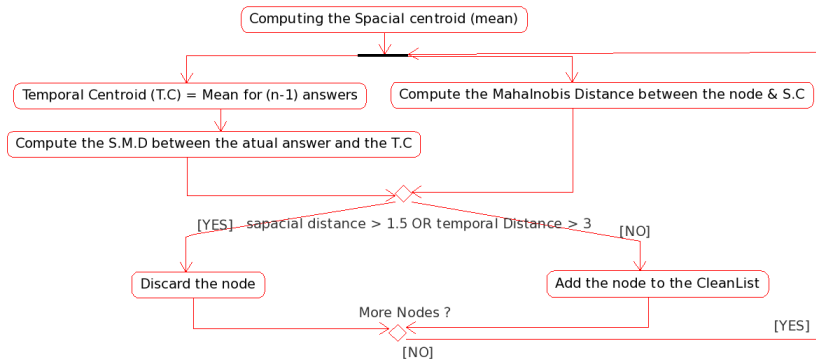 Computing the Spacial centroid (mean)
Temporal Centroid (T.C) = Mean for (n-1) answers
Compute the Mahalnobis Distance between the node & S.C
Compute the S.M.D between the atual answer and the T.C
[YES] sapacial distance > 1.5 OR temporal Distance > 3 [NO]
Discard the node
Add the node to the CleanList
More Nodes ?
[YES]
[NO]